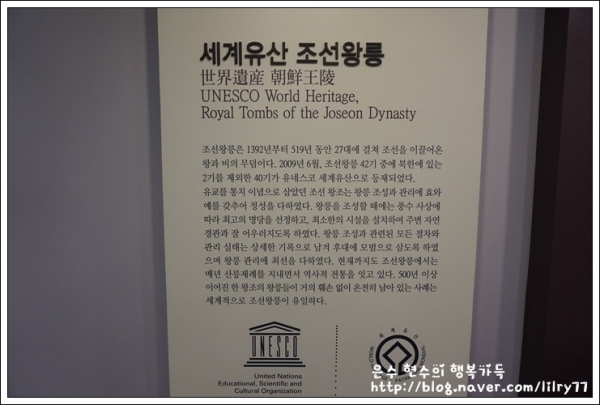 세계유산 조선왕릉
世界遺産 朝鮮王陵
UNESCO World Heritage,
Royal Tombs of the Joseon Dynasty
조선왕릉은 1392년부터 519년 동안 27대에 걸쳐 조선을 이끌어온
왕과 비의 무덤이다. 2009년 6월, 조선왕릉 42기 중에 북한에 있는
2기를 제외한 40기가 유네스코 세계유산으로 등재되었다.
유교를 통치 이념으로 삼았던 조선 왕조는 왕릉 조성과 관리에 효와
예를 갖추어 정성을 다하였다. 왕릉을 조성할 때에는 풍수 사상에
따라 최고의 명당을 선정하고, 최소한의 시설을 설치하여 주변 자연
경관과 잘 어우러지도록 하였다. 왕릉 조성과 관련된 모든 절차와
관리 실태는 상세한 기록으로 남겨 후대에 모범으로 삼도록 하였
으며 왕릉 관리에 최선을 다하였다. 현재까지도 조선왕릉에서는
매년 산릉제례를 지내면서 역사적 전통을 잇고 있다. 500년 이상
이어진 한 왕조의 왕릉들이 거의 훼손 없이 온전히 남아 있는 사례는
세계적으로 조선왕릉이 유일하다.
UNESCO
United Nations
Educational, Scientific and
Cultural Organization
세계유산
은수 현수의 행복가득
http://blog.naver.com/lilry77